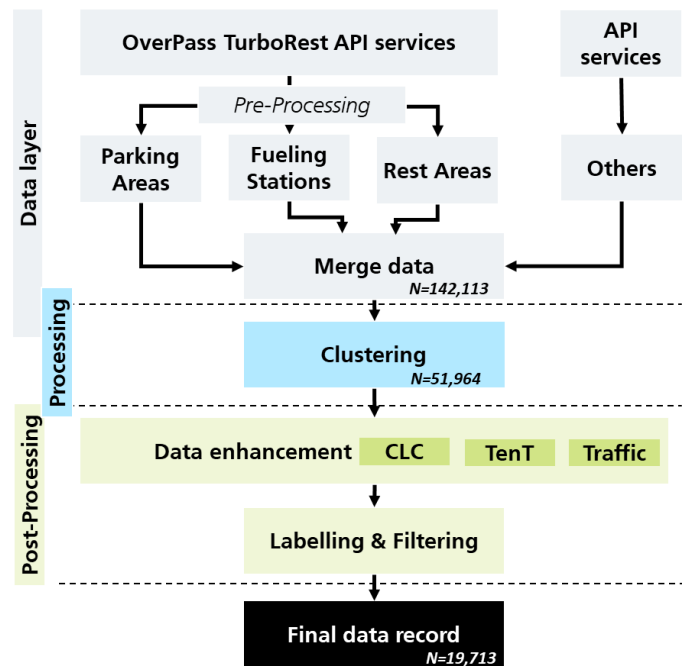 OverPass TurboRest API services
API
services
Pre-Processing
Parking
Areas
Fueling
Stations
Rest Areas
Others
Data layer
Merge data
N=142,113
Processing
Clustering
N=51,964
Post-Processing
Data enhancement CLC TenT Traffic
Labelling & Filtering
Final data record
N=19,713